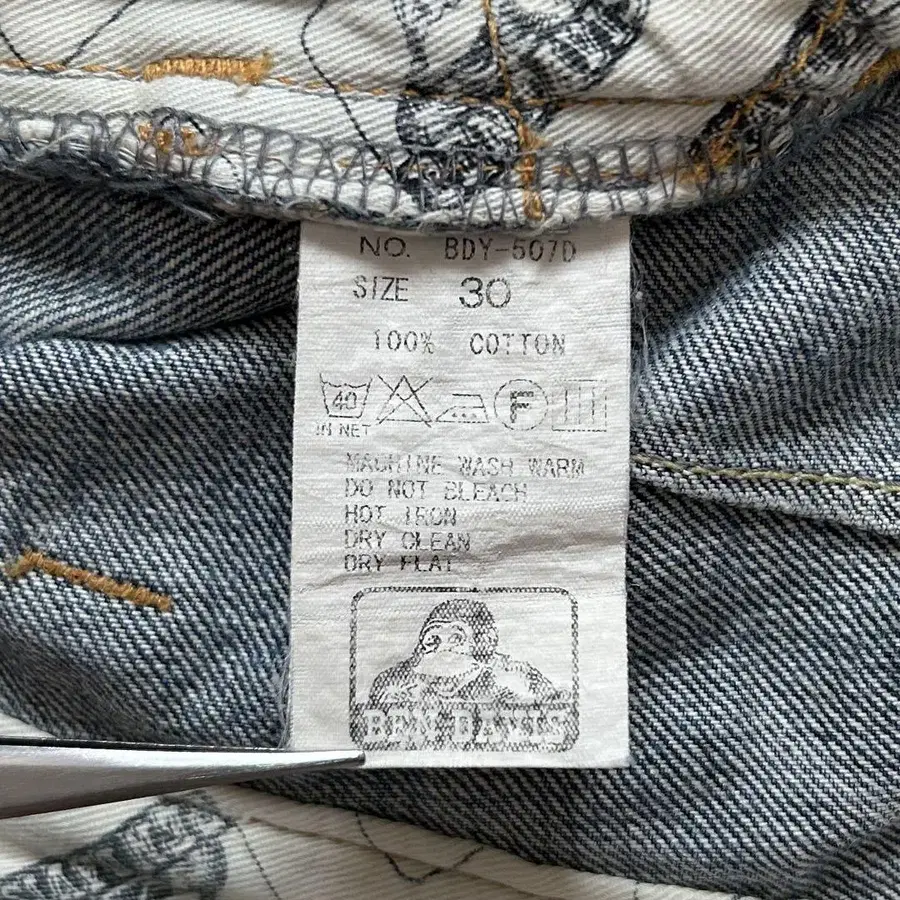 NO. BDY-507D
SIZE 30
100% COTTON
40 F
IN NET
MACHINE WASH WARM
DO NOT BLEACH
HOT IRON
DRY CLEAN
DRY FLAT
BEN DAVIS